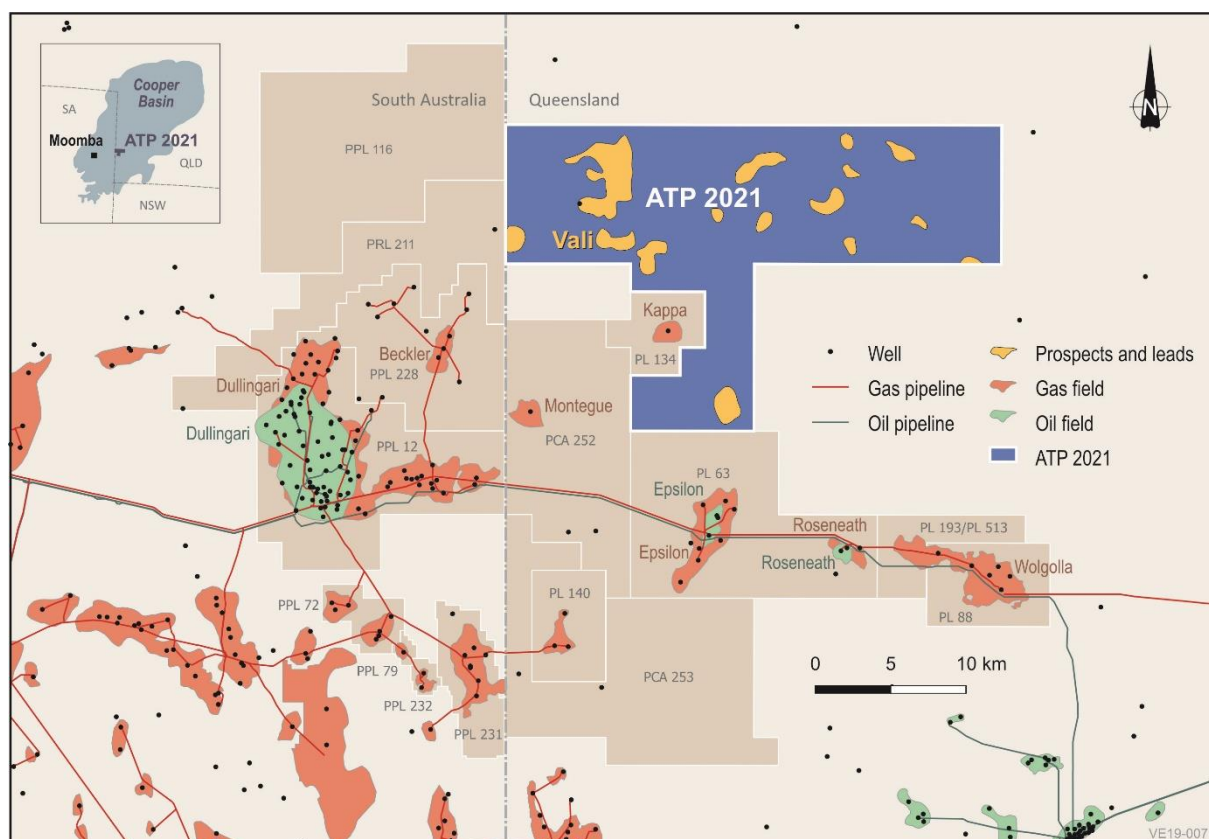 Cooper
Basin
SA
Moomba
ATP 2021
QLD
NSW
South Australia
Queensland
N
PPL 116
ATP 2021
PRL 211
Vali
Kappa
PL 134
Beckler
PPL 228
Dullingari
Dullingari
Montegue
PCA 252
PPL 12
Well
Gas pipeline
Oil pipeline
Prospects and leads
Gas field
Oil field
ATP 2021
PL 63
Epsilon
Epsilon
Roseneath
Roseneath
PL 193/PL 513
Wolgolla
PL 88
PPL 72
PL 140
PPL 79
PPL 232
PPL 231
PCA 253
0 5 10 km
VE19-007